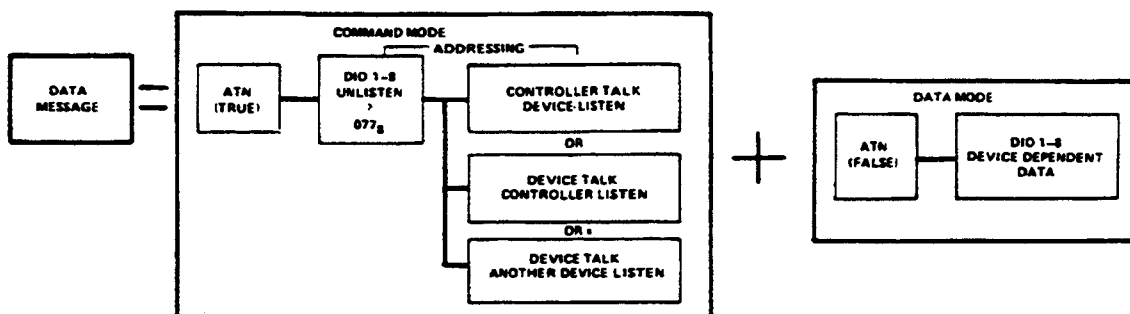 DATA
MESSAGE
=
COMMAND MODE
ADDRESSING
ATN
(TRUE)
DIO 1-8
UNLISTEN
>
077₈
CONTROLLER TALK
DEVICE-LISTEN
OR
DEVICE TALK
CONTROLLER LISTEN
OR
DEVICE TALK
ANOTHER DEVICE LISTEN
+
DATA MODE
ATN
(FALSE)
DIO 1-8
DEVICE DEPENDENT
DATA